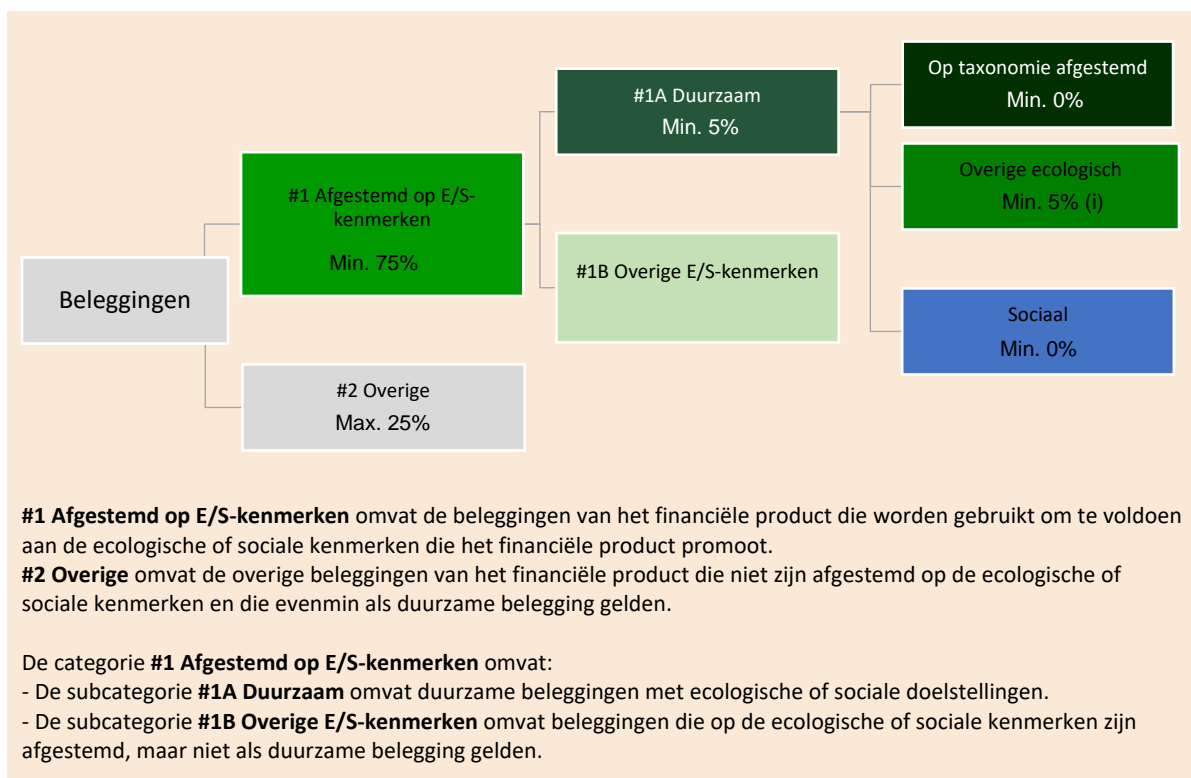 Op taxonomie afgestemd
Min. 0%
#1A Duurzaam
Min. 5%
Overige ecologisch
Min. 5% (i)
#1 Afgestemd op E/S-
kenmerken
Min. 75%
#1B Overige E/S-kenmerken
Beleggingen
Sociaal
Min. 0%
#2 Overige
Max. 25%
#1 Afgestemd op E/S-kenmerken omvat de beleggingen van het financiële product die worden gebruikt om te voldoen
aan de ecologische of sociale kenmerken die het financiële product promoot.
#2 Overige omvat de overige beleggingen van het financiële product die niet zijn afgestemd op de ecologische of
sociale kenmerken en die evenmin als duurzame belegging gelden.
De categorie #1 Afgestemd op E/S-kenmerken omvat:
- De subcategorie #1A Duurzaam omvat duurzame beleggingen met ecologische of sociale doelstellingen.
- De subcategorie #1B Overige E/S-kenmerken omvat beleggingen die op de ecologische of sociale kenmerken zijn
afgestemd, maar niet als duurzame belegging gelden.